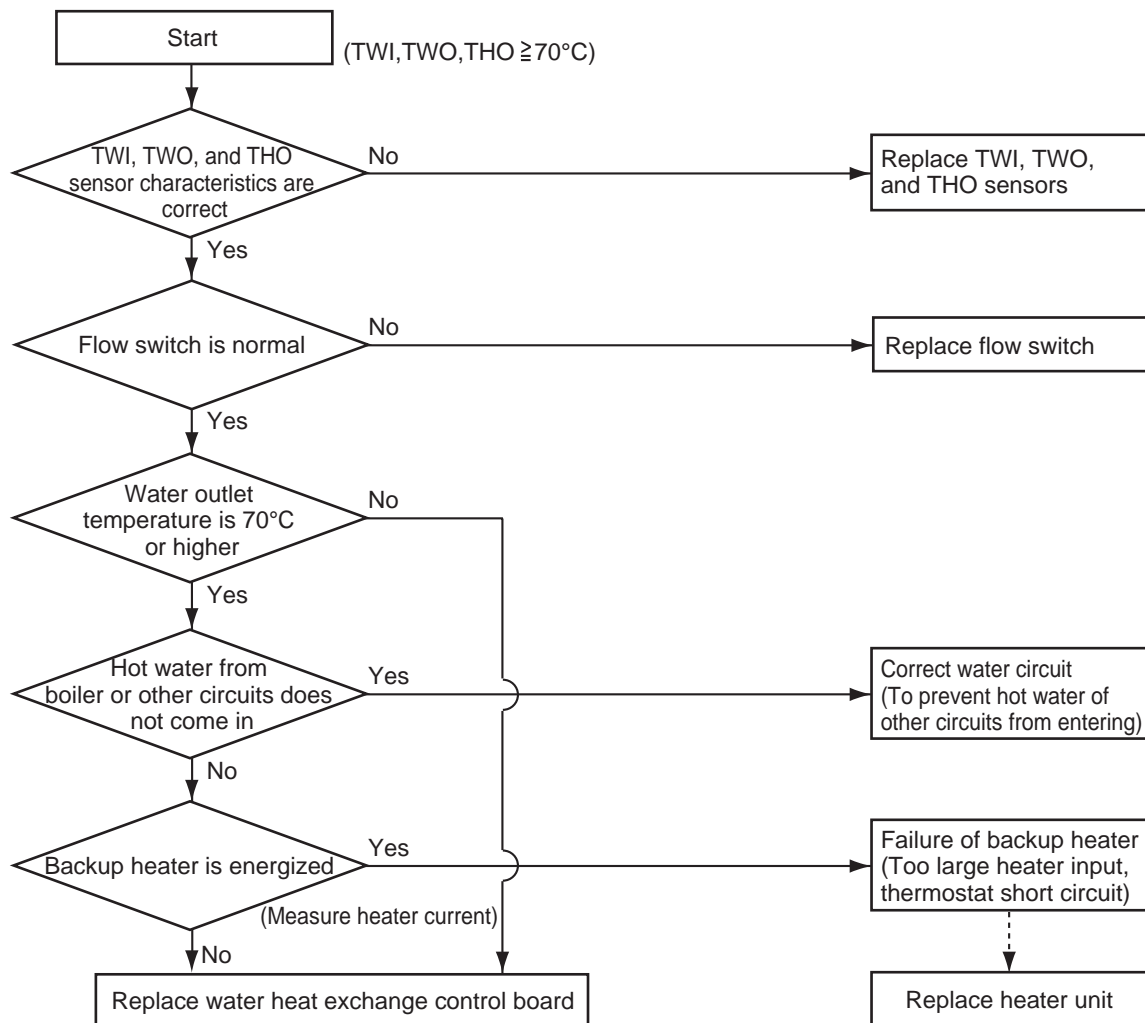 Start
(TWI,TWO,THO ≧70°C)
TWI, TWO, and THO
sensor characteristics are
correct
No
Replace TWI, TWO,
and THO sensors
Yes
Flow switch is normal
No
Replace flow switch
Yes
Water outlet
temperature is 70°C
or higher
No
Yes
Hot water from
boiler or other circuits does
not come in
Yes
Correct water circuit
(To prevent hot water of
other circuits from entering)
No
Backup heater is energized
Yes
Failure of backup heater
(Too large heater input,
thermostat short circuit)
(Measure heater current)
No
Replace water heat exchange control board
Replace heater unit